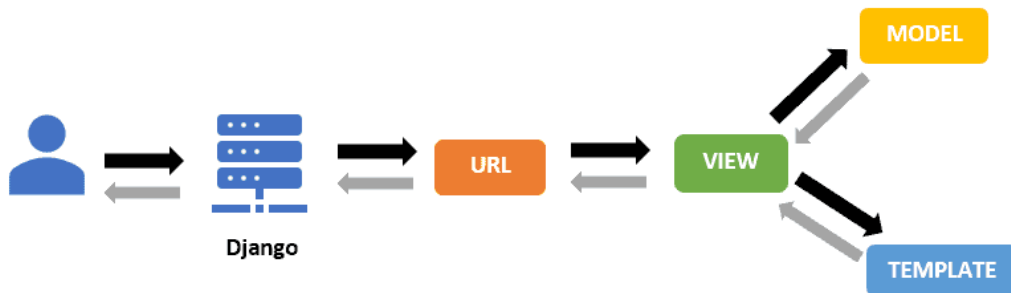 MODEL
URL
VIEW
Django
TEMPLATE